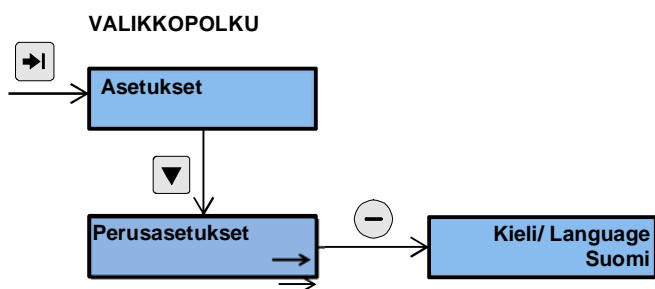 VALIKKOPOLKU
Asetukset
Perusasetukset
Kieli/ Language
Suomi